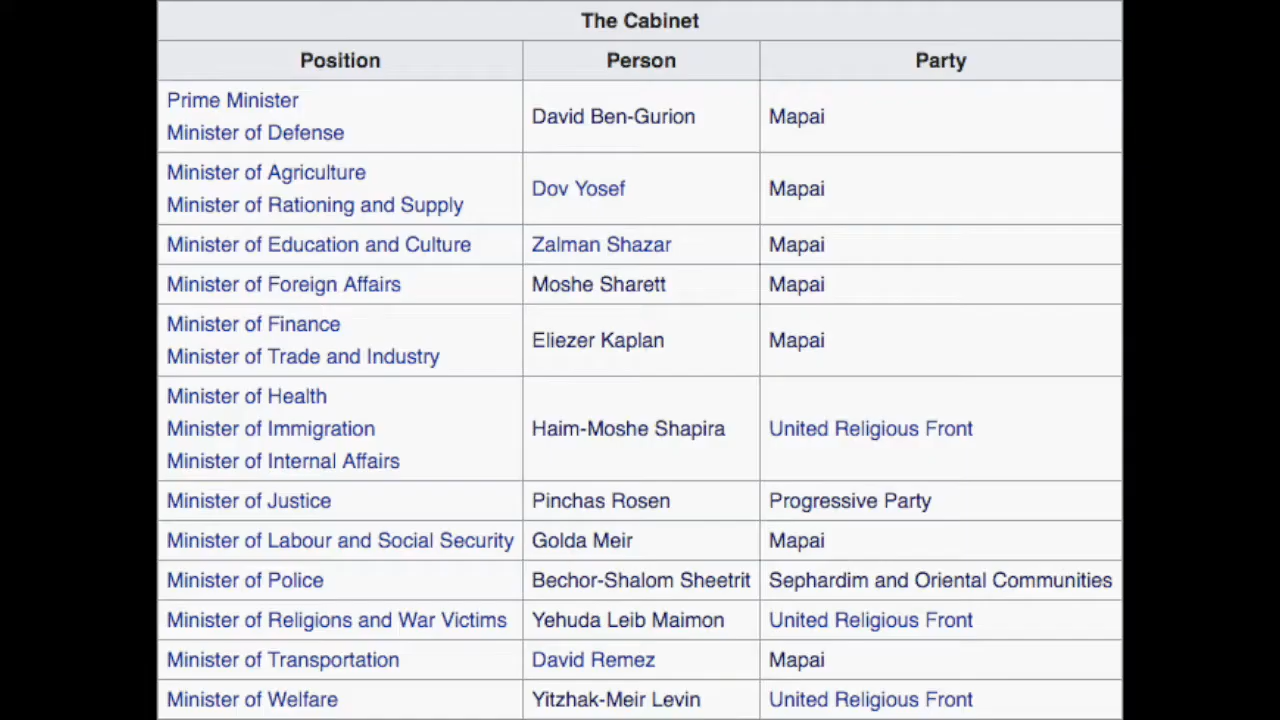 The Cabinet
Position Person Party
Prime Minister
Minister of Defense
David Ben-Gurion Mapai
Minister of Agriculture
Minister of Rationing and Supply
Dov Yosef Mapai
Minister of Education and Culture Zalman Shazar Mapai
Minister of Foreign Affairs Moshe Sharett Mapai
Minister of Finance
Minister of Trade and Industry
Eliezer Kaplan Mapai
Minister of Health
Minister of Immigration
Minister of Internal Affairs
Haim-Moshe Shapira United Religious Front
Minister of Justice Pinchas Rosen Progressive Party
Minister of Labour and Social Security Golda Meir Mapai
Minister of Police Bechor-Shalom Sheetrit Sephardim and Oriental Communities
Minister of Religions and War Victims Yehuda Leib Maimon United Religious Front
Minister of Transportation David Remez Mapai
Minister of Welfare Yitzhak-Meir Levin United Religious Front